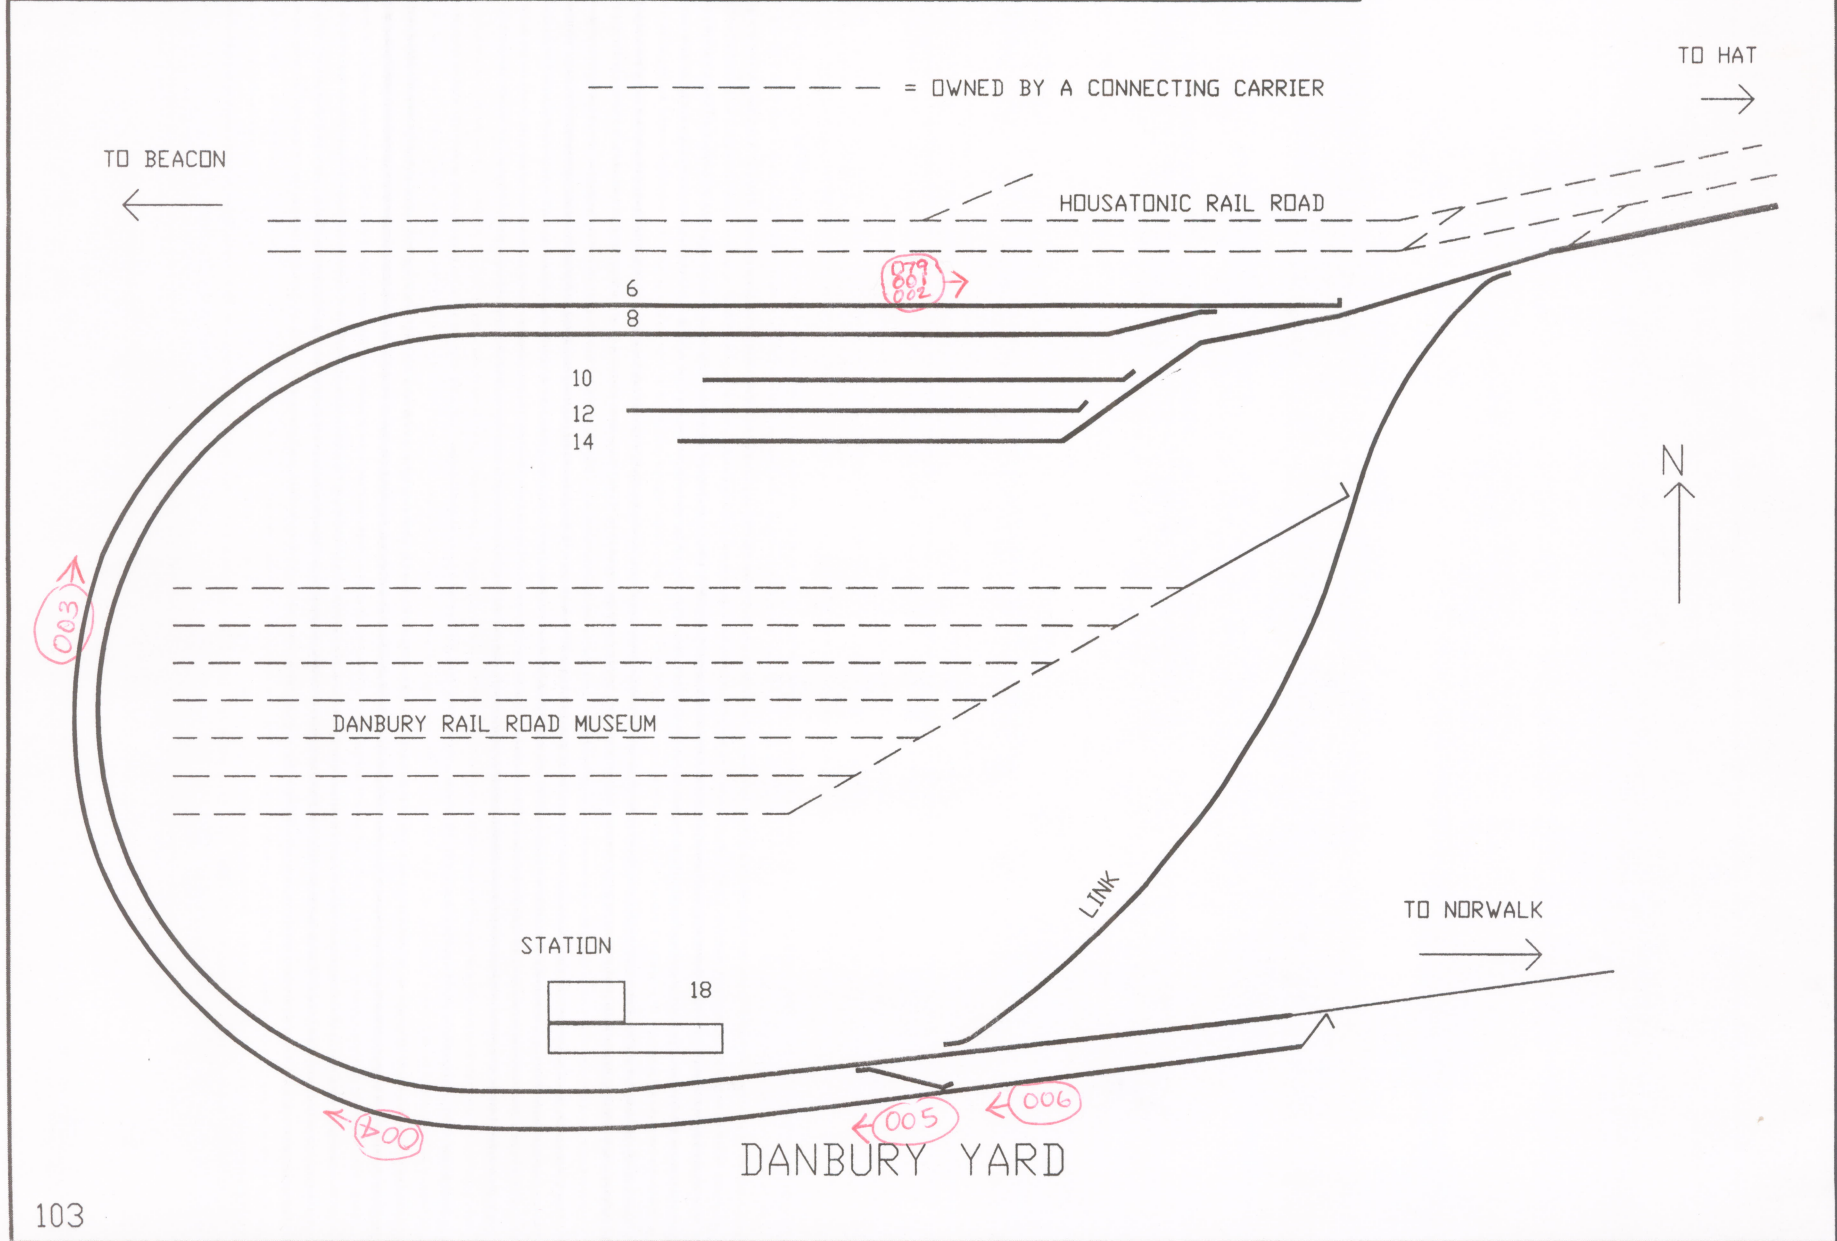 TO HAT
= OWNED BY A CONNECTING CARRIER
TO BEACON
HOUSATONIC RAIL ROAD
079
001
002
6
8
10
12
14
N
003
DANBURY RAIL ROAD MUSEUM
LINK
TO NORWALK
STATION
18
006
005
004
DANBURY YARD
103